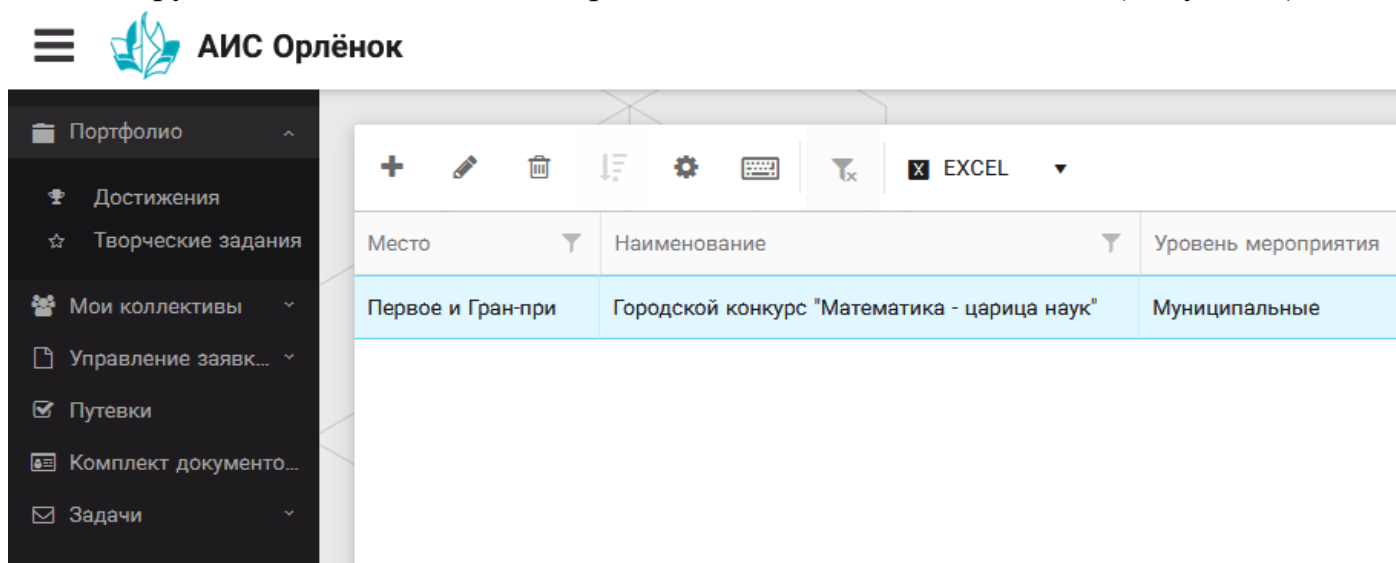 АИС Орлёнок
Портфолио
Достижения
Творческие задания
Мои коллективы
Управление заявк...
Путевки
Комплект документо...
Задачи
X EXCEL
Место Наименование Уровень мероприятия
Первое и Гран-при Городской конкурс "Математика - царица наук" Муниципальные